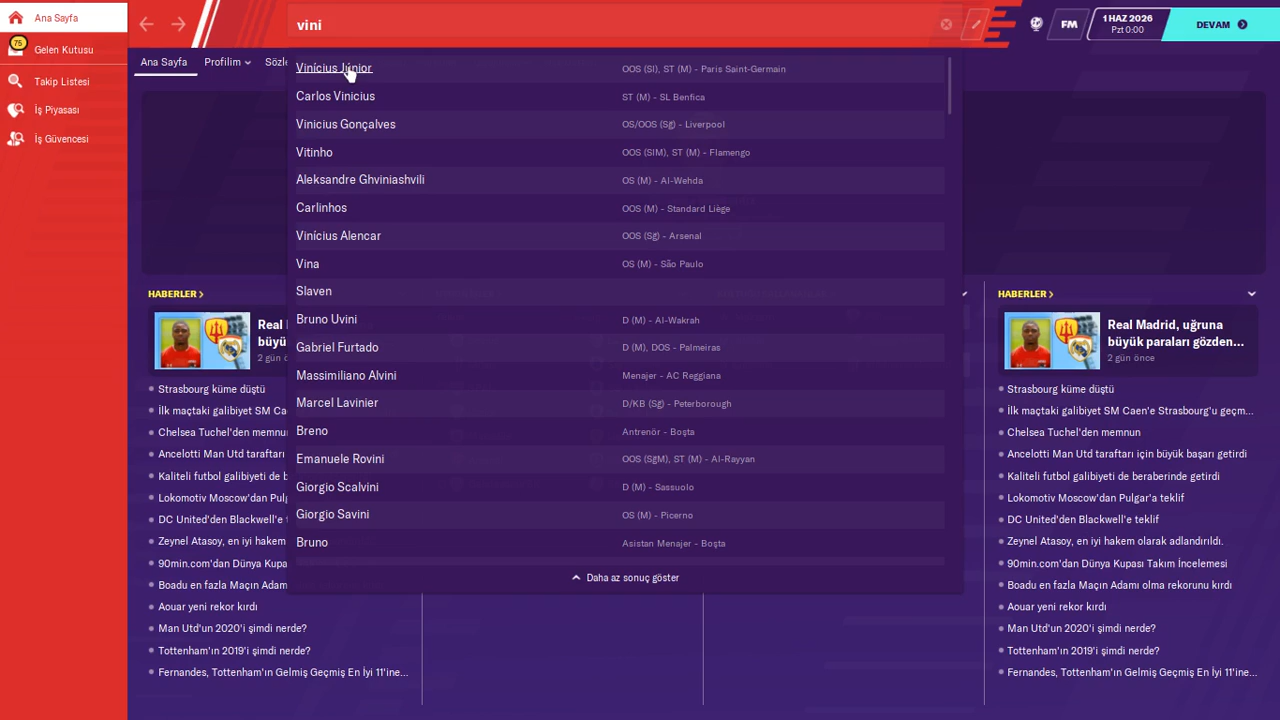 Ana Sayfa
75
Gelen Kutusu
Takip Listesi
İş Piyasası
İş Güvencesi
vini
FM
1 HAZ 2026
Pzt 0:00
DEVAM
Ana Sayfa
Profilim
Sözle
Vinícius Júnior
OOS (Sl), ST (M) - Paris Saint-Germain
Carlos Vinicius
ST (M) - SL Benfica
Vinicius Gonçalves
OS/OOS (Sğ) - Liverpool
Vitinho
OOS (SlM), ST (M) - Flamengo
Aleksandre Ghviniashvili
OS (M) - Al-Wehda
Carlinhos
OOS (M) - Standard Liège
Vinícius Alencar
OOS (Sğ) - Arsenal
Vina
OS (M) - São Paulo
Slaven
Bruno Uvini
D (M) - Al-Wakrah
Gabriel Furtado
D (M), DOS - Palmeiras
Massimiliano Alvini
Menajer - AC Reggiana
Marcel Lavinier
D/KB (Sğ) - Peterborough
Breno
Antrenör - Boşta
Emanuele Rovini
OOS (SğM), ST (M) - Al-Rayyan
Giorgio Scalvini
D (M) - Sassuolo
Giorgio Savini
OS (M) - Picerno
Bruno
Asistan Menajer - Boşta
Daha az sonuç göster
HABERLER
Real
büyü
2 gün ö
Strasbourg küme düştü
İlk maçtaki galibiyet SM Cae
Chelsea Tuchel'den memnun
Ancelotti Man Utd taraftarı
Kaliteli futbol galibiyeti de b
Lokomotiv Moscow'dan Pulg
DC United'den Blackwell'e t
Zeynel Atasoy, en iyi hakem
90min.com'dan Dünya Kupa
Boadu en fazla Maçın Adam
Aouar yeni rekor kırdı
Man Utd'un 2020'i şimdi nerde?
Tottenham'ın 2019'i şimdi nerde?
Fernandes, Tottenham'ın Gelmiş Geçmiş En İyi 11'ine...
HABERLER
Real Madrid, uğruna
büyük paraları gözden...
2 gün önce
Strasbourg küme düştü
İlk maçtaki galibiyet SM Caen'e Strasbourg'u geçm...
Chelsea Tuchel'den memnun
Ancelotti Man Utd taraftarı için büyük başarı getirdi
Kaliteli futbol galibiyeti de beraberinde getirdi
Lokomotiv Moscow'dan Pulgar'a teklif
DC United'den Blackwell'e teklif
Zeynel Atasoy, en iyi hakem olarak adlandırıldı.
90min.com'dan Dünya Kupası Takım İncelemesi
Boadu en fazla Maçın Adamı olma rekorunu kırdı
Aouar yeni rekor kırdı
Man Utd'un 2020'i şimdi nerde?
Tottenham'ın 2019'i şimdi nerde?
Fernandes, Tottenham'ın Gelmiş Geçmiş En İyi 11'ine...